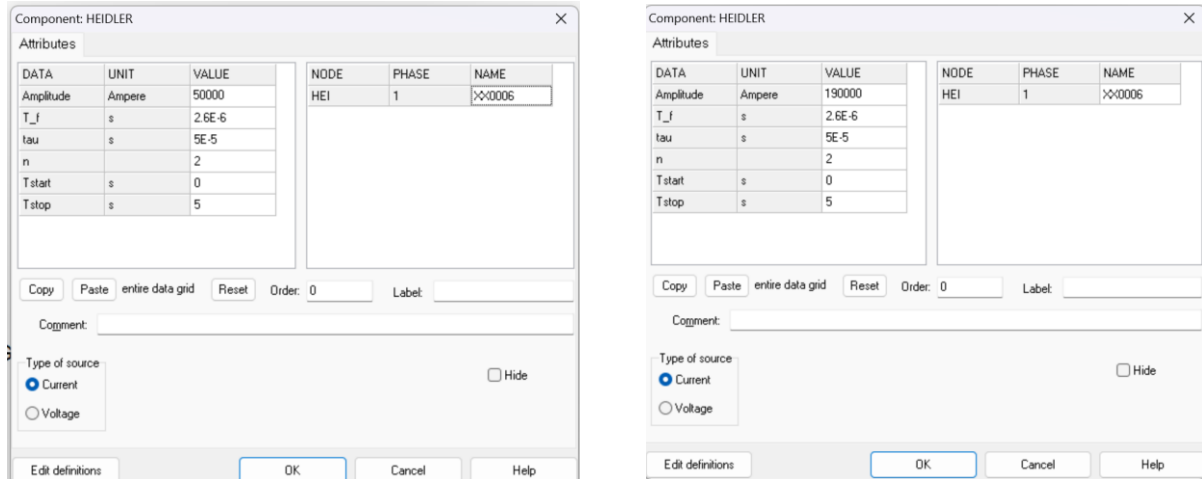 Component: HEIDLER
Attributes
DATA UNIT VALUE
Amplitude Ampere 50000
T_f s 2.6E-6
tau s 5E-5
n 2
Tstart s 0
Tstop s 5
NODE PHASE NAME
HEI 1 XX0006
Copy Paste entire data grid Reset Order: 0 Label:
Comment:
Type of source
Current
Voltage
Hide
Edit definitions OK Cancel Help
Component: HEIDLER
Attributes
DATA UNIT VALUE
Amplitude Ampere 190000
T_f s 2.6E-6
tau s 5E-5
n 2
Tstart s 0
Tstop s 5
NODE PHASE NAME
HEI 1 XX0006
Copy Paste entire data grid Reset Order: 0 Label:
Comment:
Type of source
Current
Voltage
Hide
Edit definitions OK Cancel Help